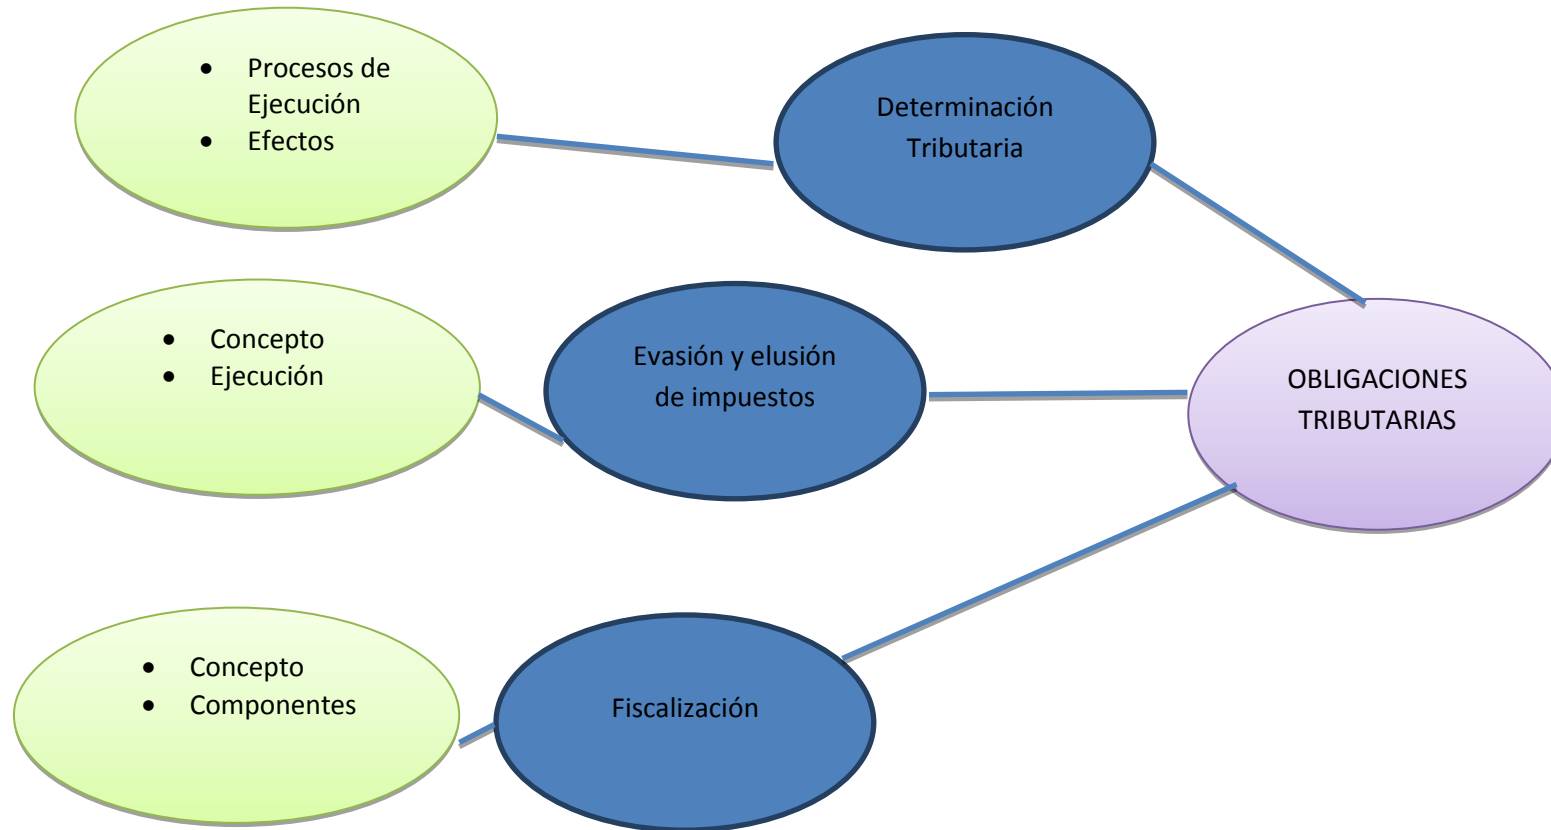 • Procesos de
Ejecución
• Efectos
Determinación
Tributaria
• Concepto
• Ejecución
Evasión y elusión
de impuestos
OBLIGACIONES
TRIBUTARIAS
• Concepto
• Componentes
Fiscalización